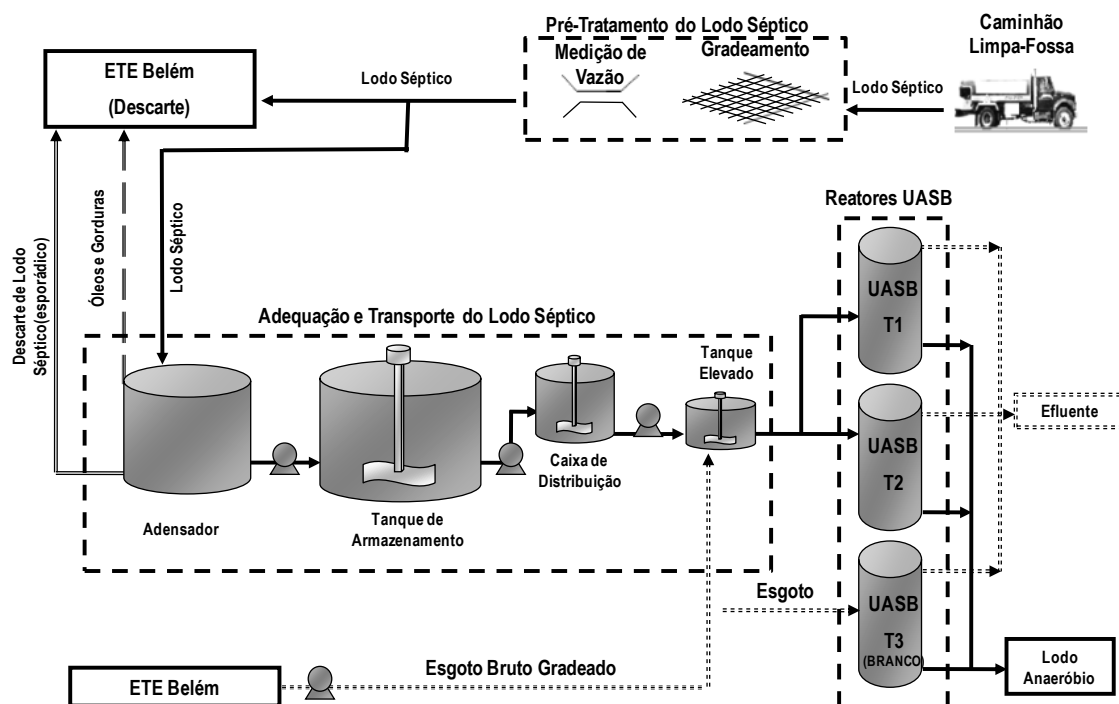 Pré-Tratamento do Lodo Séptico
Medição de
Vazão
Gradeamento
Caminhão
Limpa-Fossa
ETE Belém
(Descarte)
Lodo Séptico
Lodo Séptico
Descarte de Lodo
Séptico(esporádico)
Óleos e Gorduras
Lodo Séptico
Reatores UASB
UASB
T1
Adequação e Transporte do Lodo Séptico
Tanque
Elevado
Efluente
UASB
T2
Caixa de
Distribuição
Adensador
Tanque de
Armazenamento
Esgoto
UASB
T3
(BRANCO)
Esgoto Bruto Gradeado
ETE Belém
Lodo
Anaeróbio